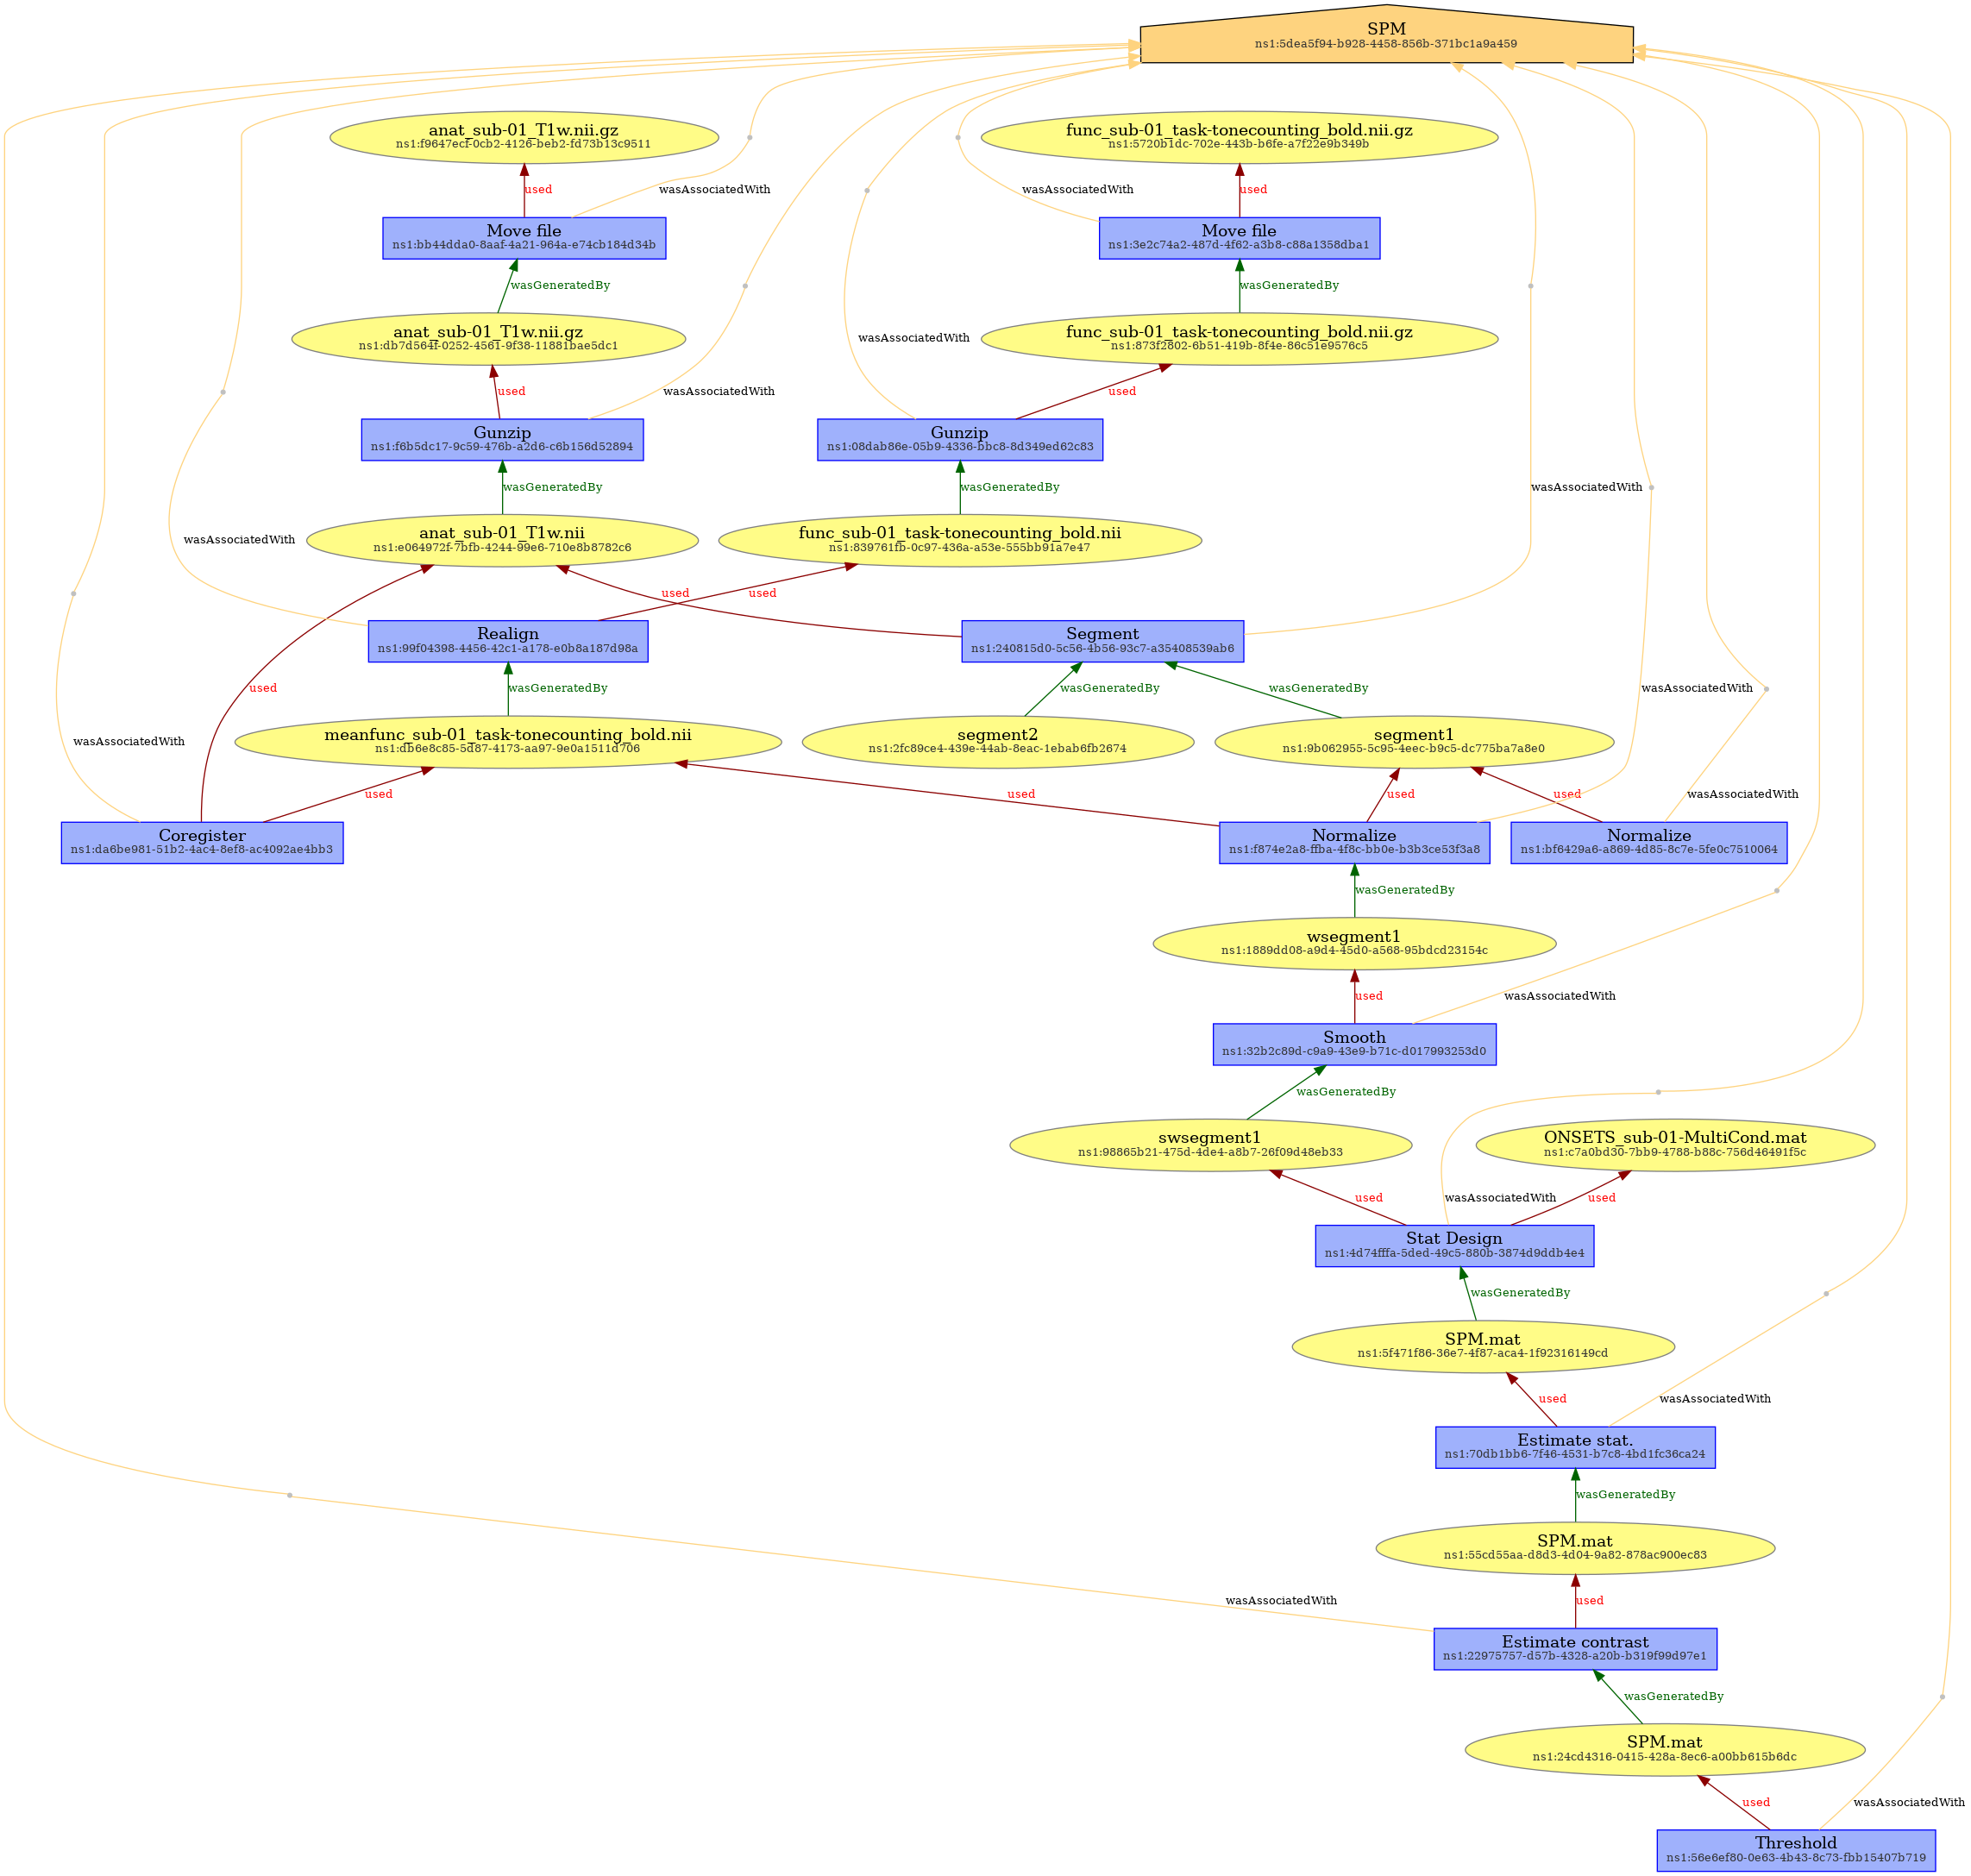 SPM
ns1:5dea5f94-b928-4458-856b-371bc1a9a459
anat_sub-01_T1w.nii.gz
ns1:f9647ecf-0cb2-4126-beb2-fd73b13c9511
func_sub-01_task-tonecounting_bold.nii.gz
ns1:5720b1dc-702e-443b-b6fe-a7f22e9b349b
used
wasAssociatedWith
wasAssociatedWith
used
Move file
ns1:bb44dda0-8aaf-4a21-964a-e74cb184d34b
Move file
ns1:3e2c74a2-487d-4f62-a3b8-c88a1358dba1
wasGeneratedBy
wasGeneratedBy
anat_sub-01_T1w.nii.gz
ns1:db7d564f-0252-4561-9f38-11881bae5dc1
wasAssociatedWith
func_sub-01_task-tonecounting_bold.nii.gz
ns1:873f2802-6b51-419b-8f4e-86c51e9576c5
used
wasAssociatedWith
used
Gunzip
ns1:f6b5dc17-9c59-476b-a2d6-c6b156d52894
Gunzip
ns1:08dab86e-05b9-4336-bbc8-8d349ed62c83
wasGeneratedBy
wasGeneratedBy
wasAssociatedWith
wasAssociatedWith
anat_sub-01_T1w.nii
ns1:e064972f-7bfb-4244-99e6-710e8b8782c6
func_sub-01_task-tonecounting_bold.nii
ns1:839761fb-0c97-436a-a53e-555bb91a7e47
used
used
Realign
ns1:99f04398-4456-42c1-a178-e0b8a187d98a
Segment
ns1:240815d0-5c56-4b56-93c7-a35408539ab6
used
wasGeneratedBy
wasGeneratedBy
wasGeneratedBy
wasAssociatedWith
wasAssociatedWith
meanfunc_sub-01_task-tonecounting_bold.nii
ns1:db6e8c85-5d87-4173-aa97-9e0a1511d706
segment2
ns1:2fc89ce4-439e-44ab-8eac-1ebab6fb2674
segment1
ns1:9b062955-5c95-4eec-b9c5-dc775ba7a8e0
used
used
used
used
wasAssociatedWith
Coregister
ns1:da6be981-51b2-4ac4-8ef8-ac4092ae4bb3
Normalize
ns1:f874e2a8-ffba-4f8c-bb0e-b3b3ce53f3a8
Normalize
ns1:bf6429a6-a869-4d85-8c7e-5fe0c7510064
wasGeneratedBy
wsegment1
ns1:1889dd08-a9d4-45d0-a568-95bdcd23154c
used
wasAssociatedWith
Smooth
ns1:32b2c89d-c9a9-43e9-b71c-d017993253d0
wasGeneratedBy
swsegment1
ns1:98865b21-475d-4de4-a8b7-26f09d48eb33
ONSETS_sub-01-MultiCond.mat
ns1:c7a0bd30-7bb9-4788-b88c-756d46491f5c
used
wasAssociatedWith
used
Stat Design
ns1:4d74fffa-5ded-49c5-880b-3874d9ddb4e4
wasGeneratedBy
SPM.mat
ns1:5f471f86-36e7-4f87-aca4-1f92316149cd
used
wasAssociatedWith
Estimate stat.
ns1:70db1bb6-7f46-4531-b7c8-4bd1fc36ca24
wasGeneratedBy
SPM.mat
ns1:55cd55aa-d8d3-4d04-9a82-878ac900ec83
wasAssociatedWith
used
Estimate contrast
ns1:22975757-d57b-4328-a20b-b319f99d97e1
wasGeneratedBy
SPM.mat
ns1:24cd4316-0415-428a-8ec6-a00bb615b6dc
used
wasAssociatedWith
Threshold
ns1:56e6ef80-0e63-4b43-8c73-fbb15407b719